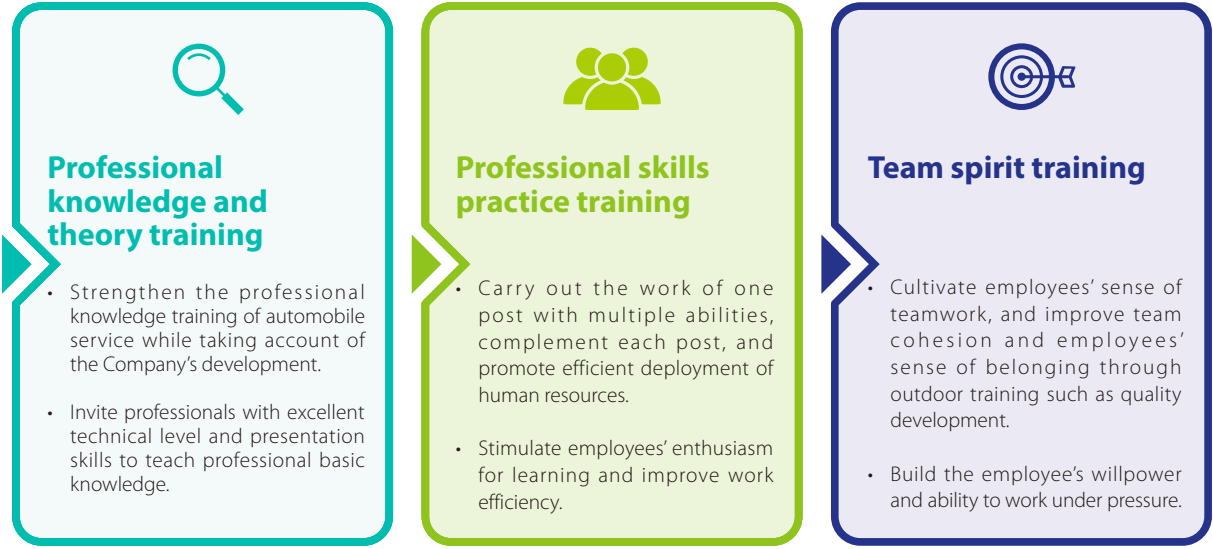 Professional
knowledge and
theory training
• Strengthen the professional
knowledge training of automobile
service while taking account of
the Company’s development.
• Invite professionals with excellent
technical level and presentation
skills to teach professional basic
knowledge.
Professional skills
practice training
• Carry out the work of one
post with multiple abilities,
complement each post, and
promote efficient deployment of
human resources.
• Stimulate employees’ enthusiasm
for learning and improve work
efficiency.
Team spirit training
• Cultivate employees’ sense of
teamwork, and improve team
cohesion and employees’
sense of belonging through
outdoor training such as quality
development.
• Build the employee’s willpower
and ability to work under pressure.